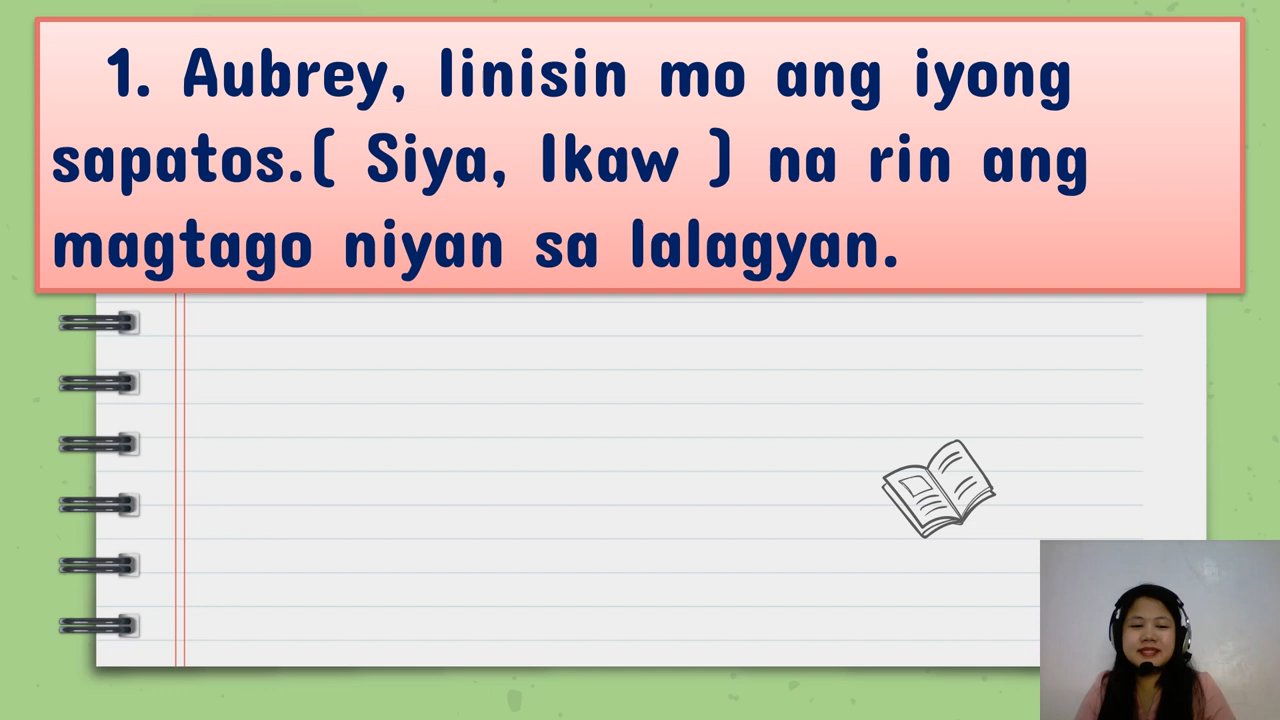 1. Aubrey, linisin mo ang iyong
sapatos.( Siya, Ikaw ) na rin ang
magtago niyan sa lalagyan.